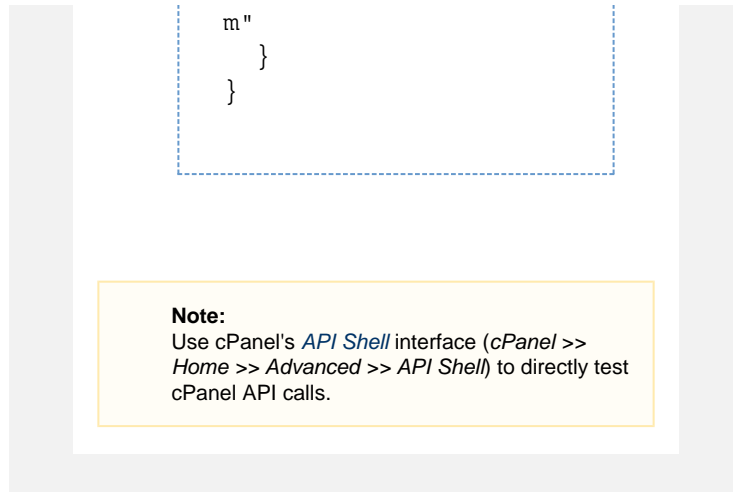 m"
}
}
Note:
Use cPanel's API Shell interface (cPanel >>
Home >> Advanced >> API Shell) to directly test
cPanel API calls.